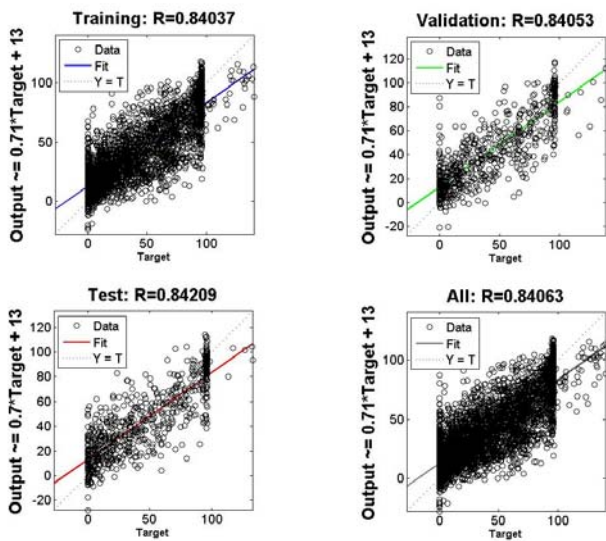 Training: R=0.84037
Output ~= 0.71*Target + 13
Data
Fit
Y = T
100
50
0
0
50
100
Target
Validation: R=0.84053
Output ~= 0.71*Target + 13
Data
Fit
Y = T
120
100
80
60
40
20
0
-20
0
50
100
Target
Test: R=0.84209
Output ~= 0.7*Target + 13
Data
Fit
Y = T
120
100
80
60
40
20
0
-20
0
50
100
Target
All: R=0.84063
Output ~= 0.71*Target + 13
Data
Fit
Y = T
100
50
0
0
50
100
Target